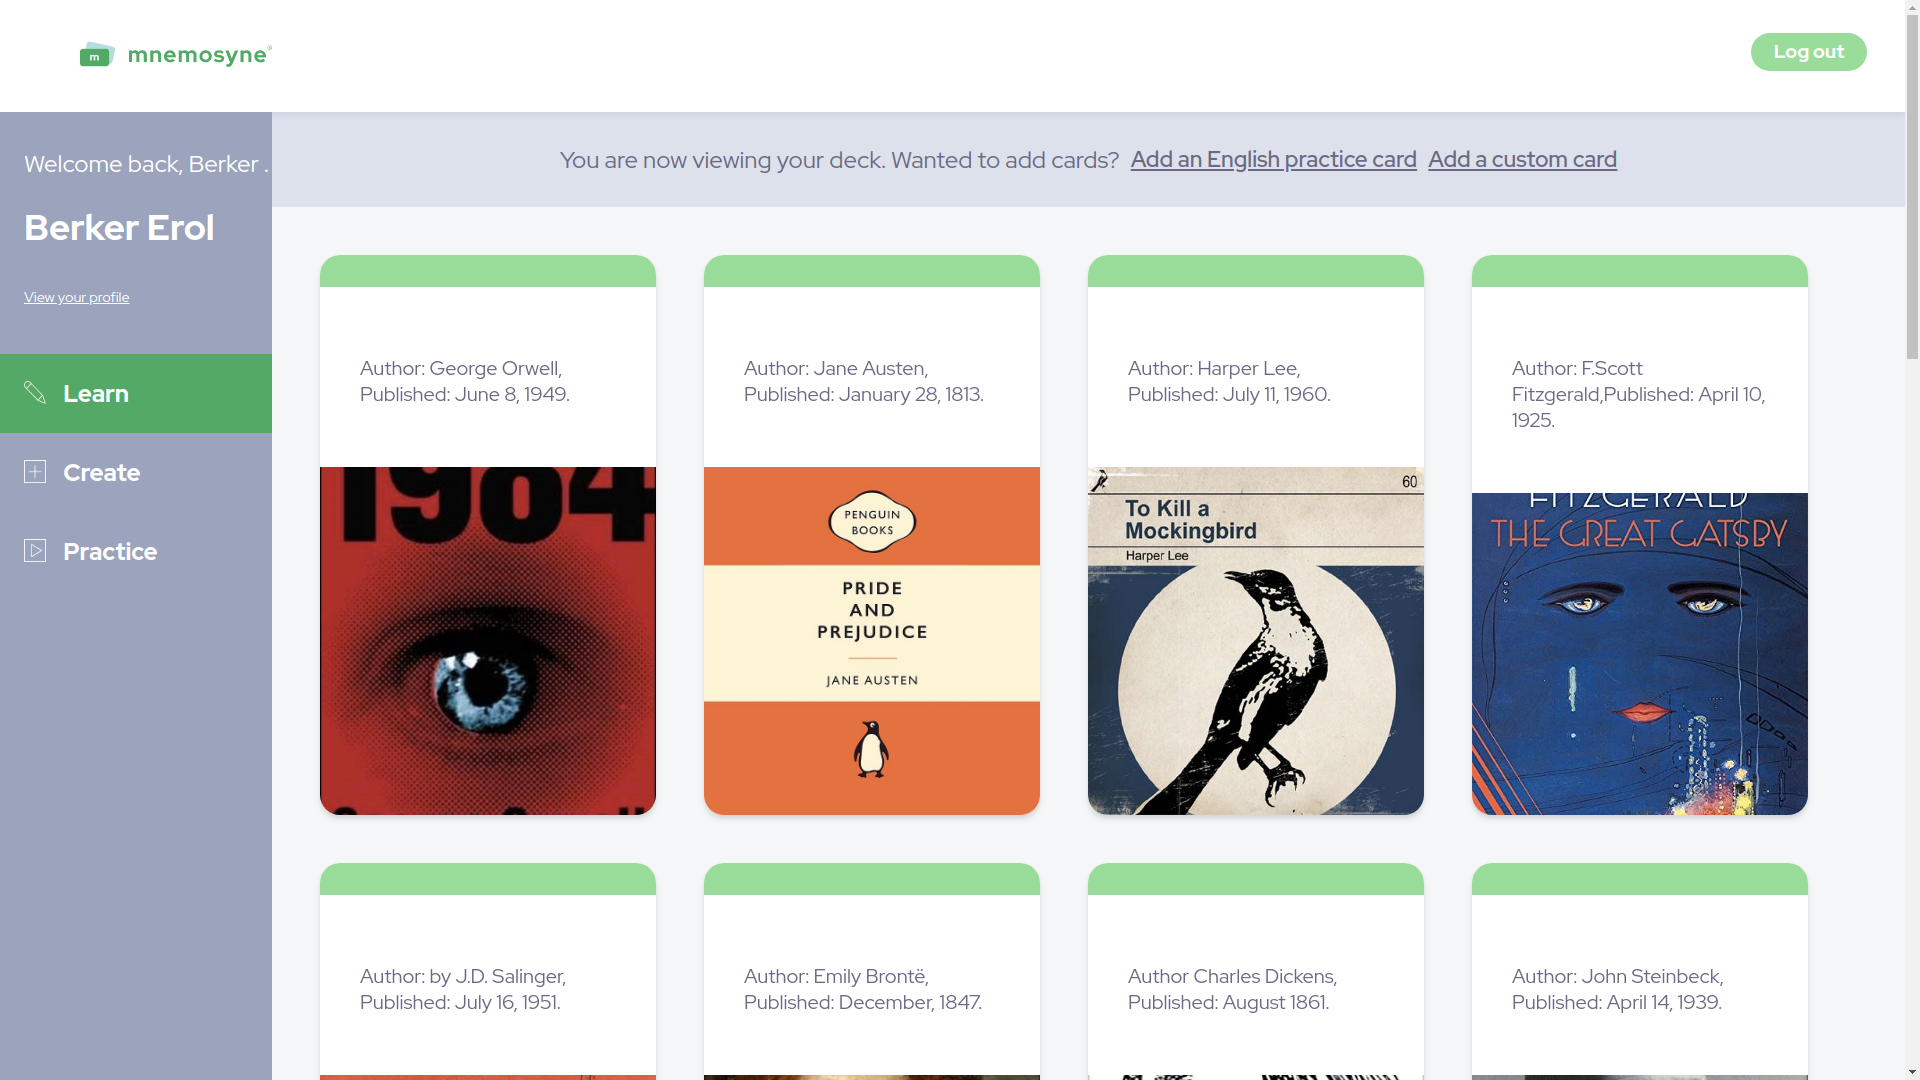 m mnemosyne®
Log out
Welcome back, Berker .
Berker Erol
View your profile
Learn
Create
Practice
You are now viewing your deck. Wanted to add cards? Add an English practice card Add a custom card
Author: George Orwell,
Published: June 8, 1949.
1984
Author: Jane Austen,
Published: January 28, 1813.
PENGUIN
BOOKS
PRIDE
AND
PREJUDICE
JANE AUSTEN
Author: Harper Lee,
Published: July 11, 1960.
60
To Kill a
Mockingbird
Harper Lee
Author: F.Scott
Fitzgerald,Published: April 10,
1925.
FITZGERALD
THE GREAT GATSBY
Author: by J.D. Salinger,
Published: July 16, 1951.
Author: Emily Brontë,
Published: December, 1847.
Author Charles Dickens,
Published: August 1861.
Author: John Steinbeck,
Published: April 14, 1939.